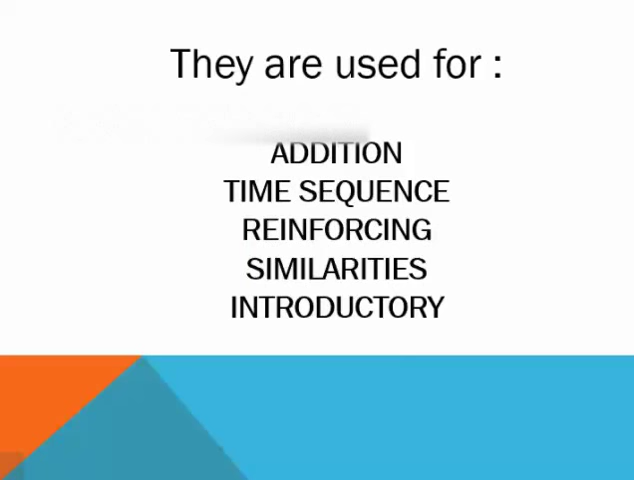 They are used for :
ADDITION
TIME SEQUENCE
REINFORCING
SIMILARITIES
INTRODUCTORY